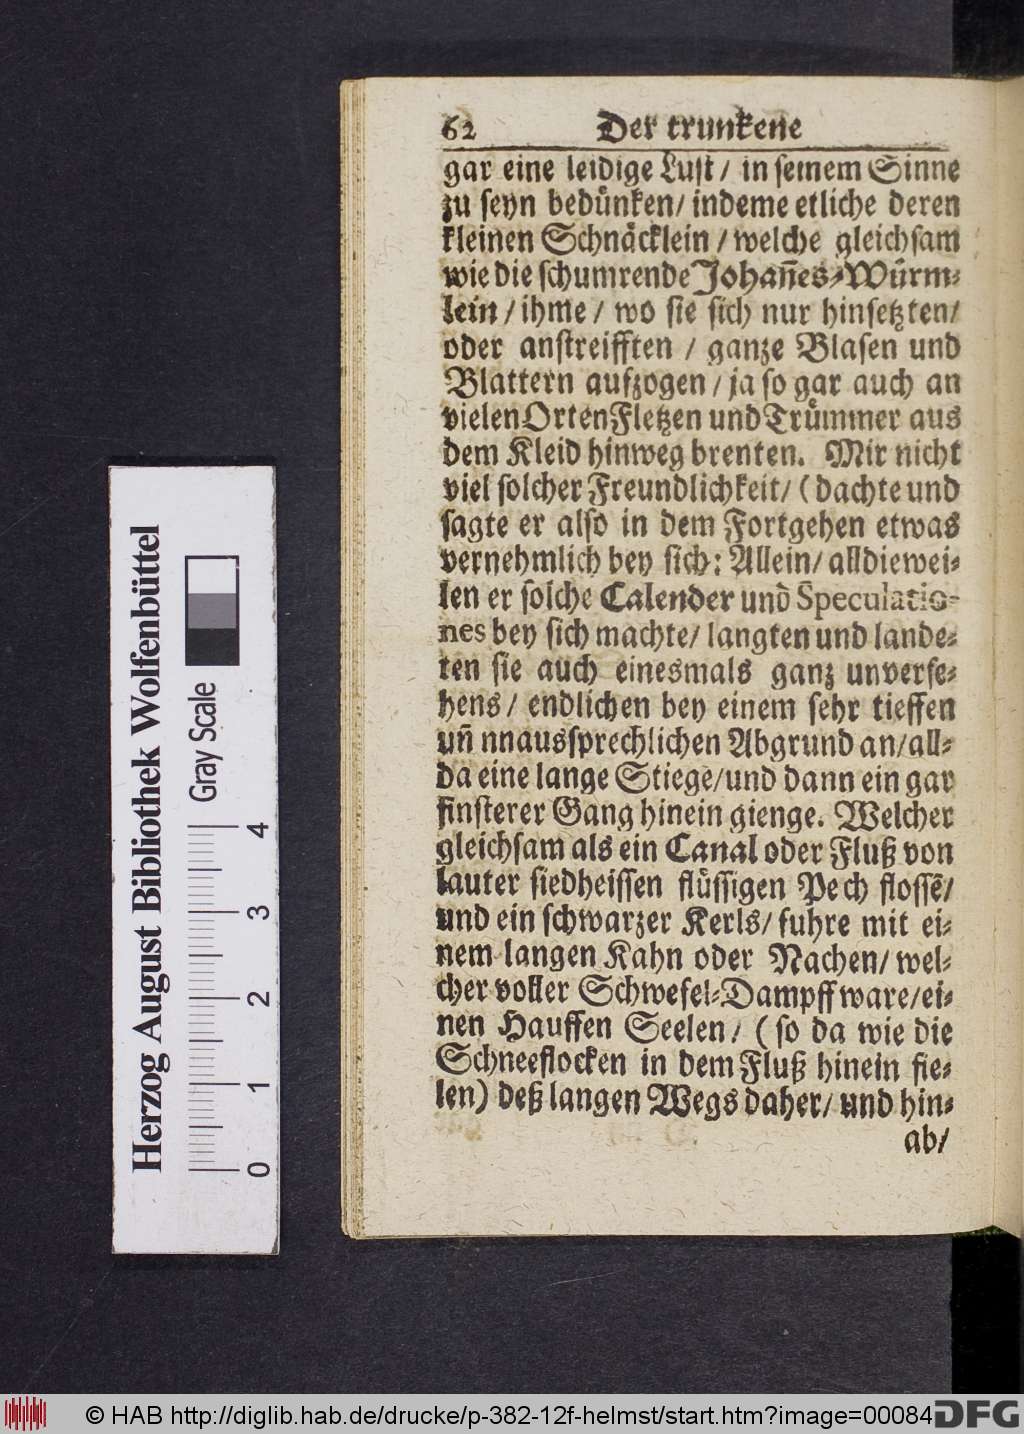 62 Der trunkene
gar eine leidige Lust / in seinem Sinne
zu seyn bedünken / indeme etliche deren
kleinen Schnäcklein / welche gleichsam
wie die schumrende Johan̄es-Würm-
lein / ihme / wo sie sich nur hinsetzten /
oder anstreifften / ganze Blasen und
Blattern aufzogen / ja so gar auch an
vielen Orten Fletzen und Trümmer aus
dem Kleid hinweg brenten. Mir nicht
viel solcher Freundlichkeit / (dachte und
sagte er also in dem Fortgehen etwas
vernehmlich bey sich: Allein / alldiewei-
len er solche Calender und Speculatio-
nes bey sich machte / langten und lande-
ten sie auch einesmals ganz unverse-
hens / endlichen bey einem sehr tieffen
un̄ nnaussprechlichen Abgrund an / all-
da eine lange Stiege / und dann ein gar
finsterer Gang hinein gienge. Welcher
gleichsam als ein Canal oder Fluß von
lauter siedheissen flüssigen Pech flossē /
und ein schwarzer Kerls / fuhre mit ei-
nem langen Kahn oder Nachen / wel-
cher voller Schwefel-Dampff ware / ei-
nen Hauffen Seelen / (so da wie die
Schneeflocken in dem Fluß hinein fie-
len) deß langen Wegs daher / und hin-
ab /
Herzog August Bibliothek Wolfenbüttel
Gray Scale
0 1 2 3 4
© HAB http://diglib.hab.de/drucke/p-382-12f-helmst/start.htm?image=00084
DFG